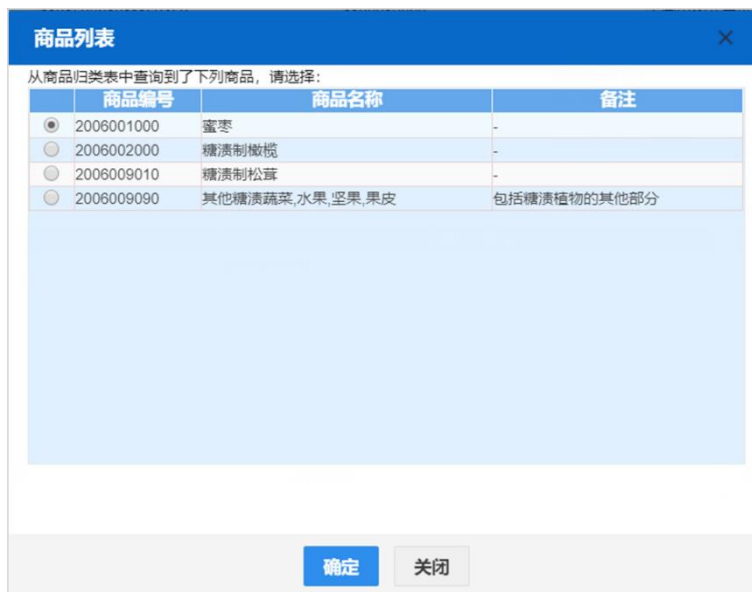 商品列表
从商品归类表中查询到了下列商品，请选择：
商品编号 商品名称 备注
2006001000 蜜枣 -
2006002000 糖渍制橄榄 -
2006009010 糖渍制松茸 -
2006009090 其他糖渍蔬菜,水果,坚果,果皮 包括糖渍植物的其他部分
确定 关闭